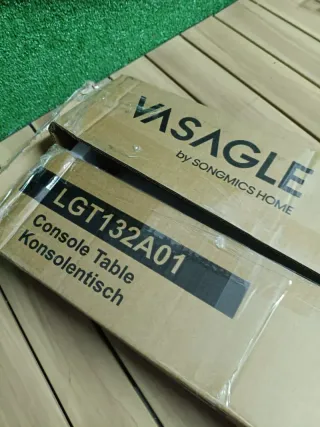 VASAGLE
by SONGMICS HOME
LGT132A01
Console Table
Konsolentisch